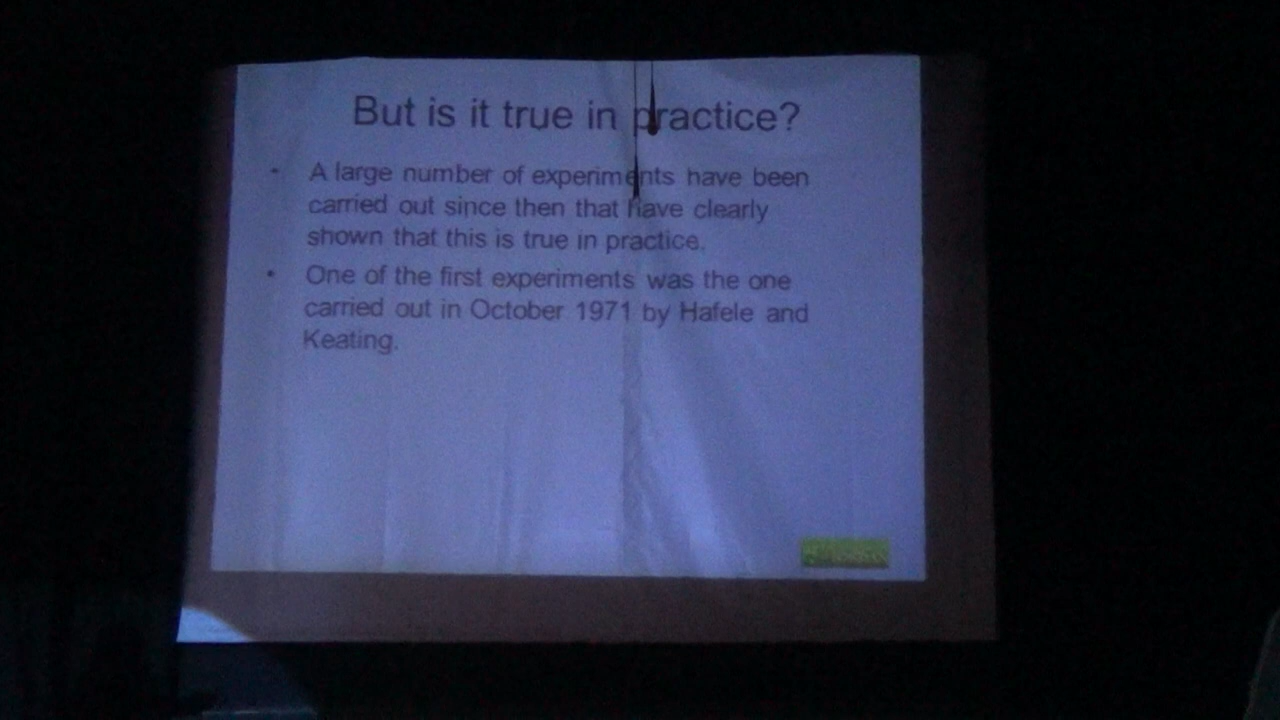 But is it true in practice?
• A large number of experiments have been
carried out since then that have clearly
shown that this is true in practice.
• One of the first experiments was the one
carried out in October 1971 by Hafele and
Keating.